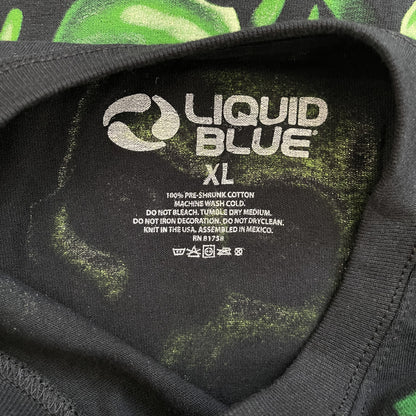 LIQUID
BLUE®
XL
100% PRE-SHRUNK COTTON
MACHINE WASH COLD.
DO NOT BLEACH. TUMBLE DRY MEDIUM.
DO NOT IRON DECORATION. DO NOT DRYCLEAN.
KNIT IN THE USA. ASSEMBLED IN MEXICO.
RN 81758